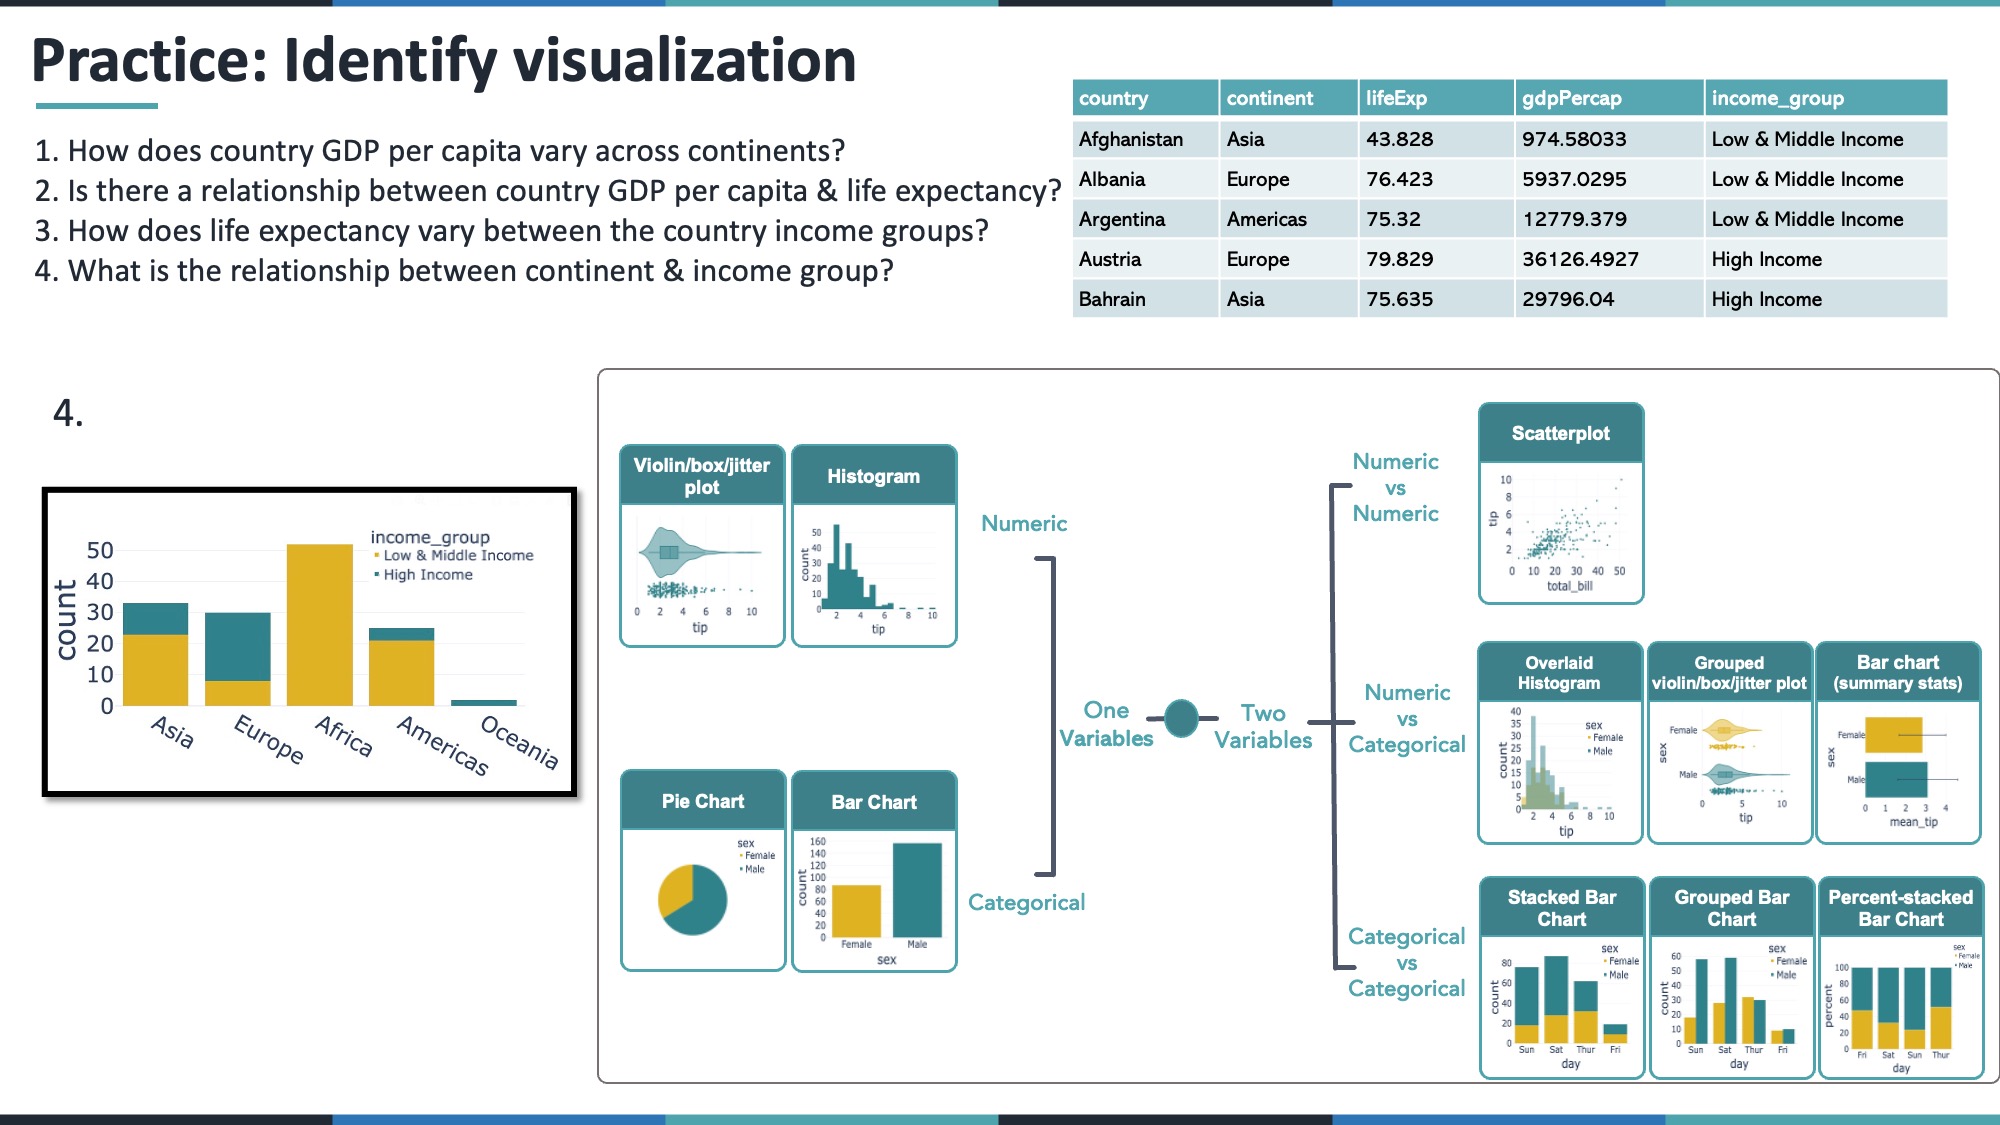 Practice: Identify visualization
1. How does country GDP per capita vary across continents?
2. Is there a relationship between country GDP per capita & life expectancy?
3. How does life expectancy vary between the country income groups?
4. What is the relationship between continent & income group?
country continent lifeExp gdpPercap income_group
Afghanistan Asia 43.828 974.58033 Low & Middle Income
Albania Europe 76.423 5937.0295 Low & Middle Income
Argentina Americas 75.32 12779.379 Low & Middle Income
Austria Europe 79.829 36126.4927 High Income
Bahrain Asia 75.635 29796.04 High Income
4.
income_group
Low & Middle Income
High Income
count
50
40
30
20
10
0
Asia Europe Africa Americas Oceania
Violin/box/jitter
plot
0 2 4 6 8 10
tip
Histogram
count
50
40
30
20
10
0
2 4 6 8 10
tip
Numeric
Pie Chart
sex
Female
Male
Bar Chart
count
160
140
120
100
80
60
40
20
0
Female Male
sex
Categorical
One
Variables
Two
Variables
Numeric
vs
Numeric
Scatterplot
tip
10
8
6
4
2
0 10 20 30 40 50
total_bill
Numeric
vs
Categorical
Overlaid
Histogram
count
40
35
30
25
20
15
10
5
0
sex
Female
Male
2 4 6 8 10
tip
Grouped
violin/box/jitter plot
sex
Female
Male
0 5 10
tip
Bar chart
(summary stats)
sex
Female
Male
0 1 2 3 4
mean_tip
Categorical
vs
Categorical
Stacked Bar
Chart
sex
Female
Male
count
80
60
40
20
0
Sun Sat Thur Fri
day
Grouped Bar
Chart
sex
Female
Male
count
60
50
40
30
20
10
0
Sun Sat Thur Fri
day
Percent-stacked
Bar Chart
sex
Female
Male
percent
100
80
60
40
20
0
Fri Sat Sun Thur
day